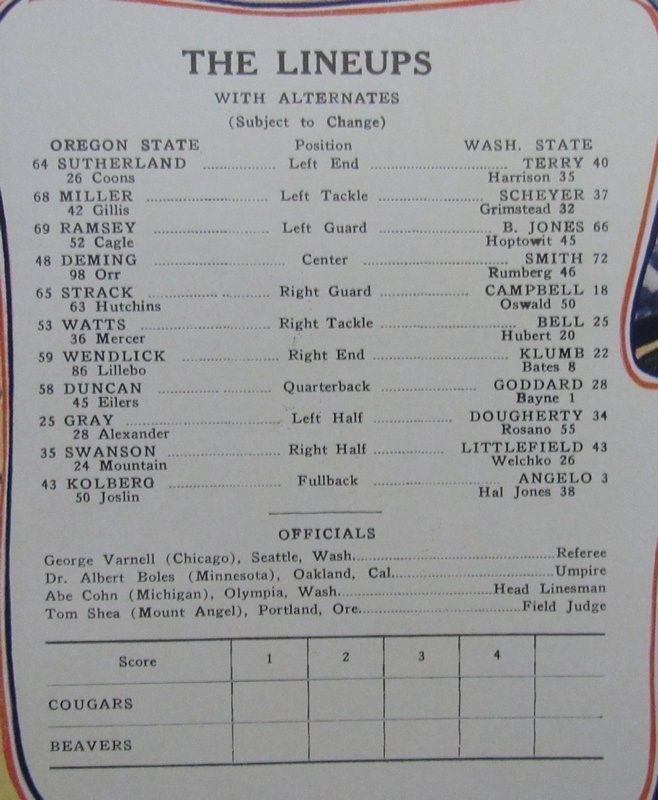 THE LINEUPS
WITH ALTERNATES
(Subject to Change)
OREGON STATE Position WASH. STATE
64 SUTHERLAND Left End TERRY 40
26 Coons Harrison 35
68 MILLER Left Tackle SCHEYER 37
42 Gillis Grimstead 32
69 RAMSEY Left Guard B. JONES 66
52 Cagle Hoptowit 45
48 DEMING Center SMITH 72
98 Orr Rumberg 46
65 STRACK Right Guard CAMPBELL 18
63 Hutchins Oswald 50
53 WATTS Right Tackle BELL 25
36 Mercer Hubert 20
59 WENDLICK Right End KLUMB 22
86 Lillebo Bates 8
58 DUNCAN Quarterback GODDARD 28
45 Eilers Bayne 1
25 GRAY Left Half DOUGHERTY 34
28 Alexander Rosano 55
35 SWANSON Right Half LITTLEFIELD 43
24 Mountain Welchko 26
43 KOLBERG Fullback ANGELO 3
50 Joslin Hal Jones 38
OFFICIALS
George Varnell (Chicago), Seattle, Wash. Referee
Dr. Albert Boles (Minnesota), Oakland, Cal. Umpire
Abe Cohn (Michigan), Olympia, Wash. Head Linesman
Tom Shea (Mount Angel), Portland, Ore. Field Judge
Score 1 2 3 4
COUGARS
BEAVERS